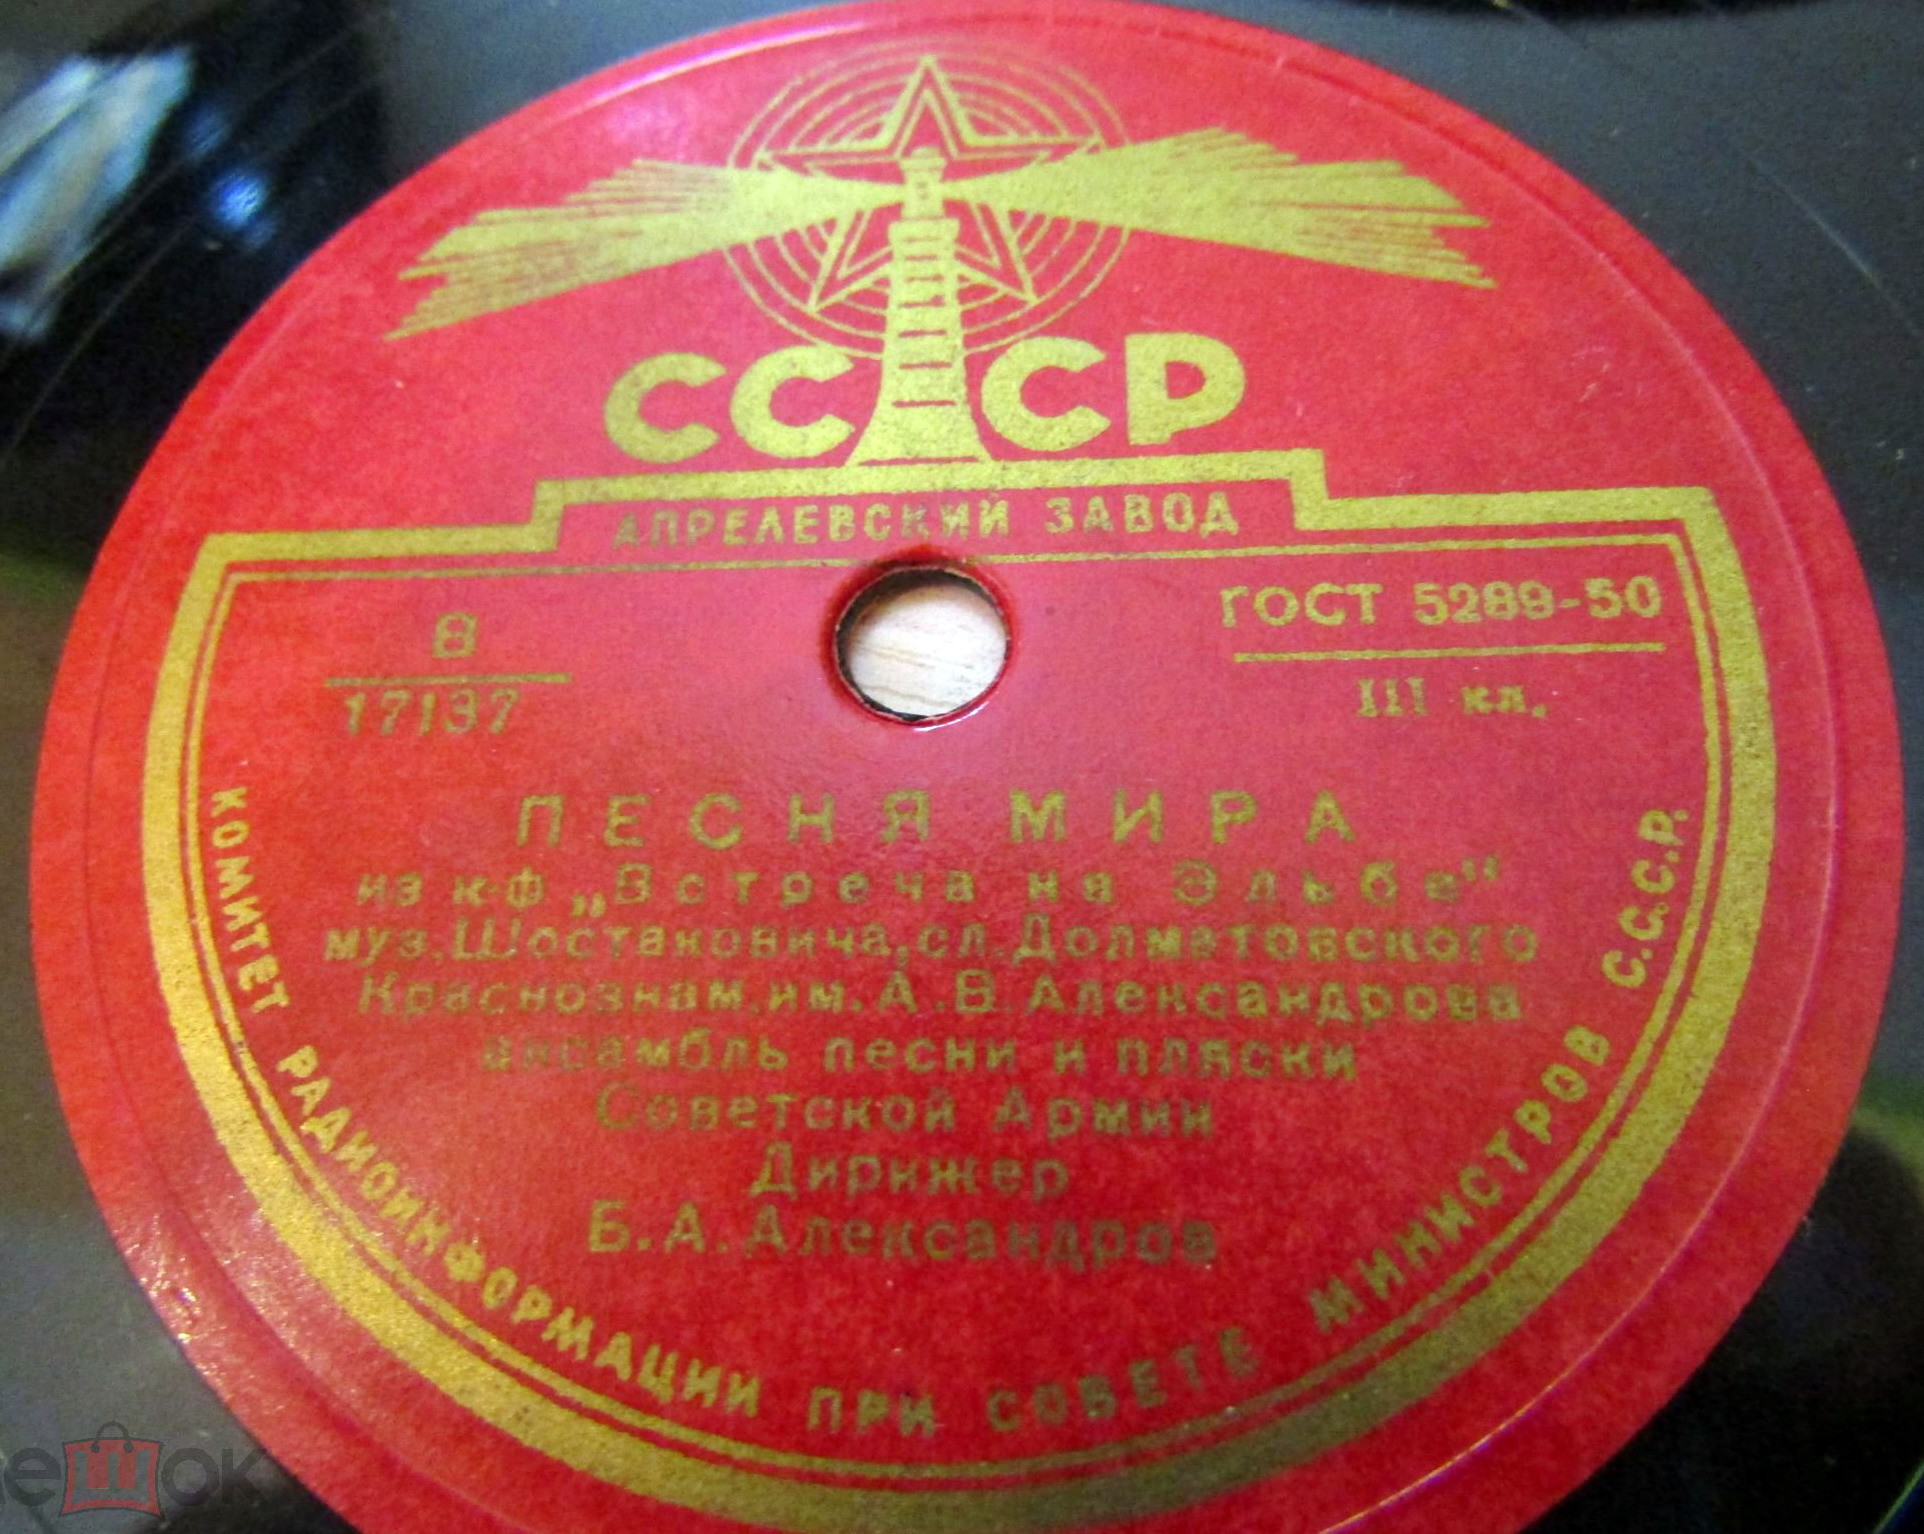 СССР
АПРЕЛЕВСКИЙ ЗАВОД
В
17137
ГОСТ 5289-50
III кл.
ПЕСНЯ МИРА
из к-ф „Встреча на Эльбе"
муз. Шостаковича, сл. Долматовского
Краснознам. им. А. В. Александрова
ансамбль песни и пляски
Советской Армии
Дирижер
Б. А. Александров
КОМИТЕТ РАДИОИНФОРМАЦИИ ПРИ СОВЕТЕ МИНИСТРОВ С.С.С.Р.
ешок